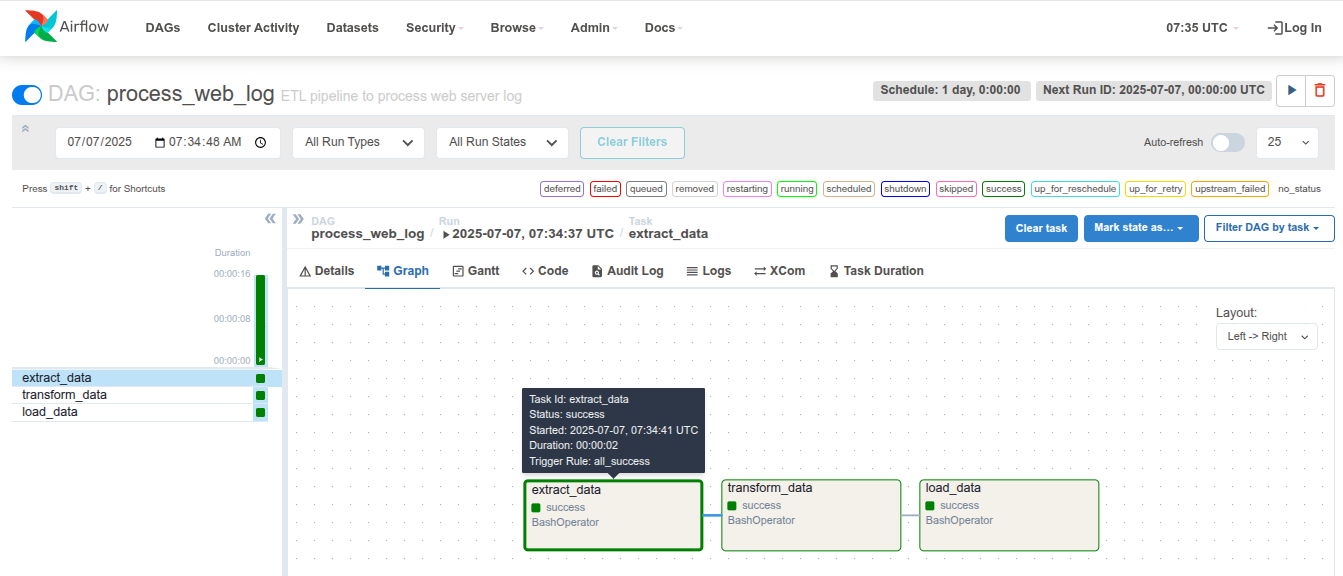 Airflow DAGs Cluster Activity Datasets Security Browse Admin Docs 07:35 UTC Log In
DAG: process_web_log ETL pipeline to process web server log Schedule: 1 day, 0:00:00 Next Run ID: 2025-07-07, 00:00:00 UTC
07/07/2025 07:34:48 AM All Run Types All Run States Clear Filters Auto-refresh 25
Press shift + / for Shortcuts deferred failed queued removed restarting running scheduled shutdown skipped success up_for_reschedule up_for_retry upstream_failed no_status
DAG Run Task
process_web_log / 2025-07-07, 07:34:37 UTC / extract_data Clear task Mark state as... Filter DAG by task
Duration
00:00:16
00:00:08
00:00:00
extract_data
transform_data
load_data
Details Graph Gantt Code Audit Log Logs XCom Task Duration
Layout:
Left -> Right
Task Id: extract_data
Status: success
Started: 2025-07-07, 07:34:41 UTC
Duration: 00:00:02
Trigger Rule: all_success
extract_data
success
BashOperator
transform_data
success
BashOperator
load_data
success
BashOperator